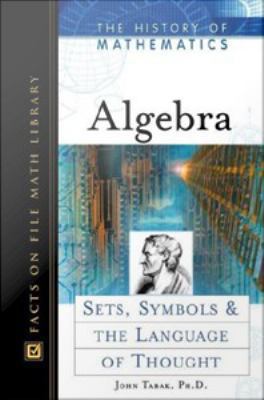 THE HISTORY OF
MATHEMATICS
Algebra
SETS, SYMBOLS &
THE LANGUAGE
OF THOUGHT
JOHN TABAK, PH.D.
FACTS ON FILE MATH LIBRARY